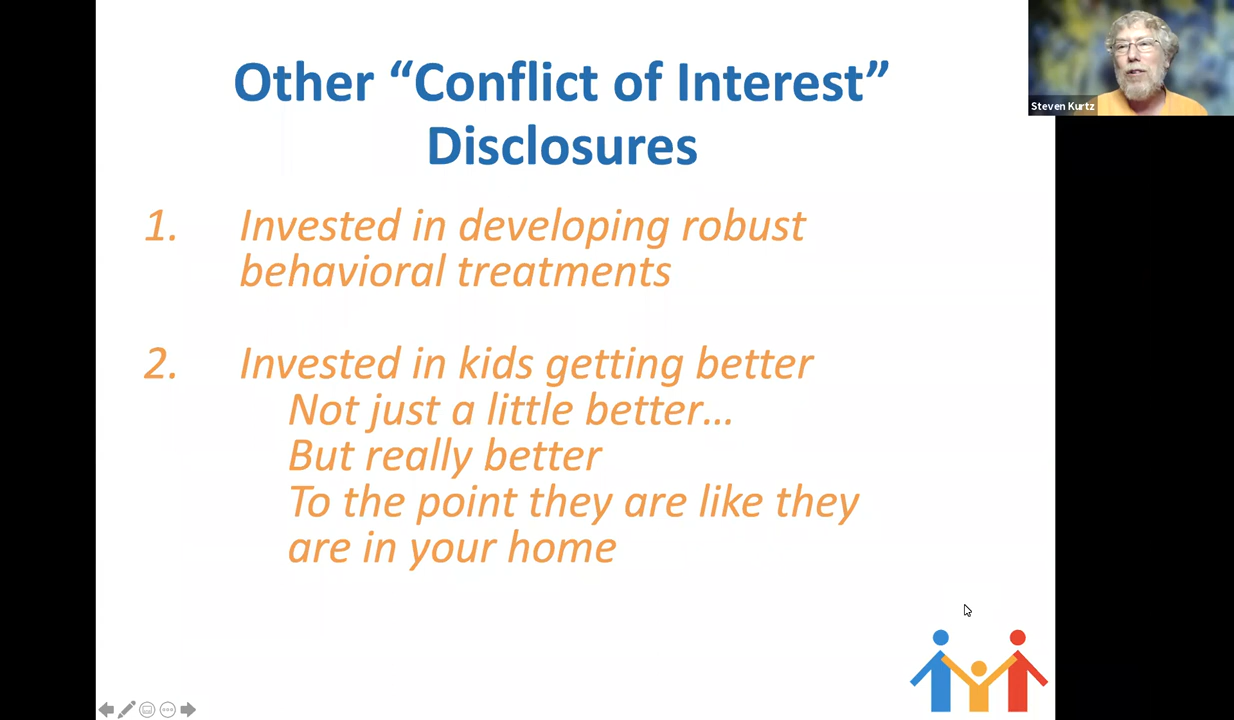 Other “Conflict of Interest”
Disclosures
1. Invested in developing robust
behavioral treatments
2. Invested in kids getting better
Not just a little better…
But really better
To the point they are like they
are in your home
Steven Kurtz